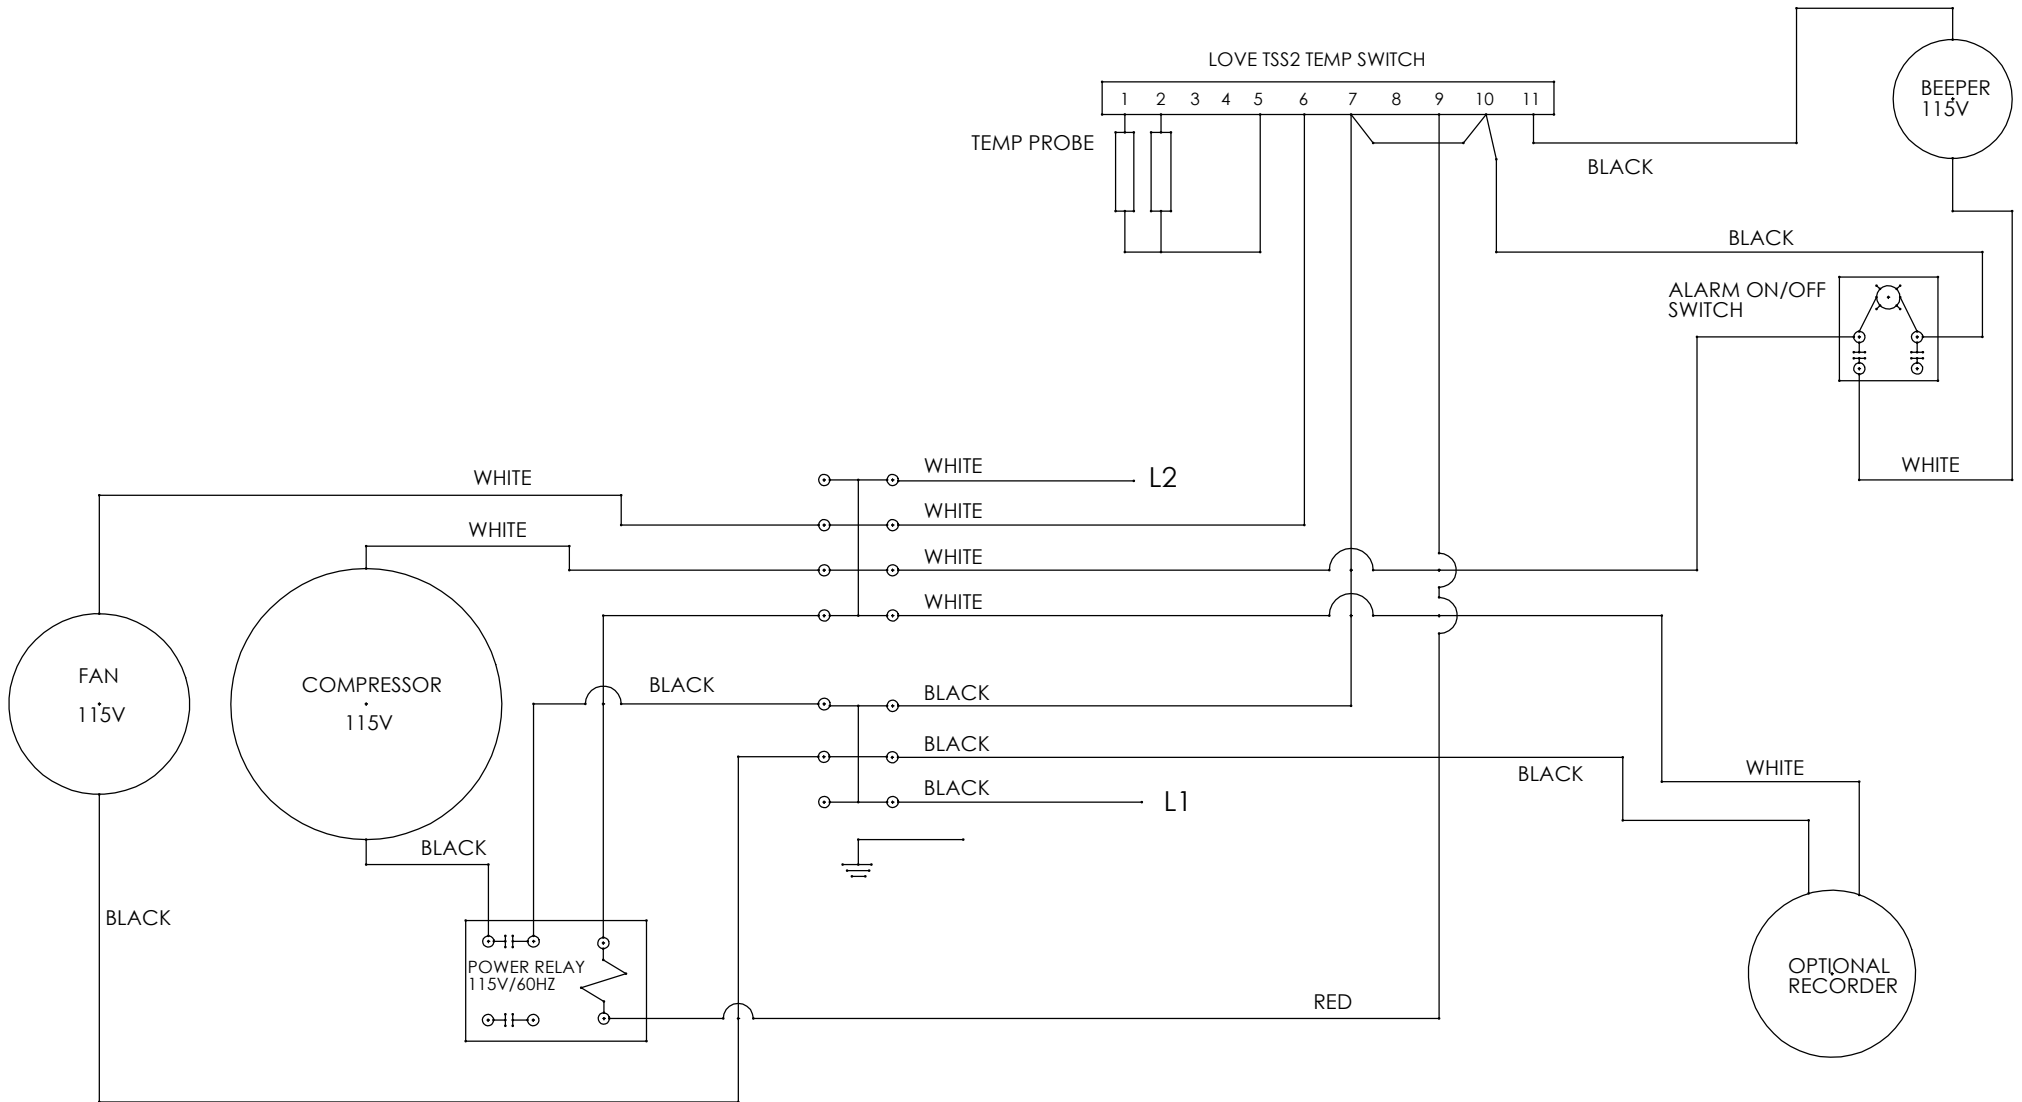 LOVE TSS2 TEMP SWITCH
1 2 3 4 5 6 7 8 9 10 11
BEEPER
115V
TEMP PROBE
BLACK
BLACK
ALARM ON/OFF
SWITCH
WHITE
WHITE
L2
WHITE
WHITE
WHITE
WHITE
WHITE
FAN
115V
COMPRESSOR
115V
BLACK
BLACK
BLACK
BLACK
WHITE
BLACK
L1
BLACK
BLACK
POWER RELAY
115V/60HZ
OPTIONAL
RECORDER
RED